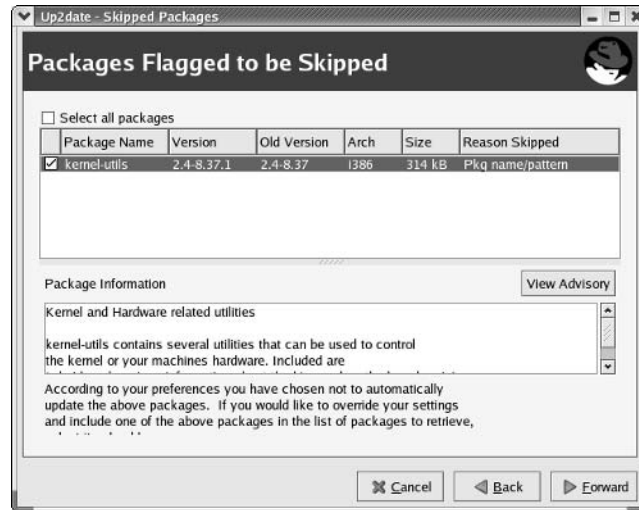 Up2date - Skipped Packages
Packages Flagged to be Skipped
Select all packages
Package Name Version Old Version Arch Size Reason Skipped
kernel-utils 2.4-8.37.1 2.4-8.37 i386 314 kB Pkg name/pattern
Package Information
View Advisory
Kernel and Hardware related utilities
kernel-utils contains several utilities that can be used to control
the kernel or your machines hardware. Included are
According to your preferences you have chosen not to automatically
update the above packages. If you would like to override your settings
and include one of the above packages in the list of packages to retrieve,
Cancel Back Forward